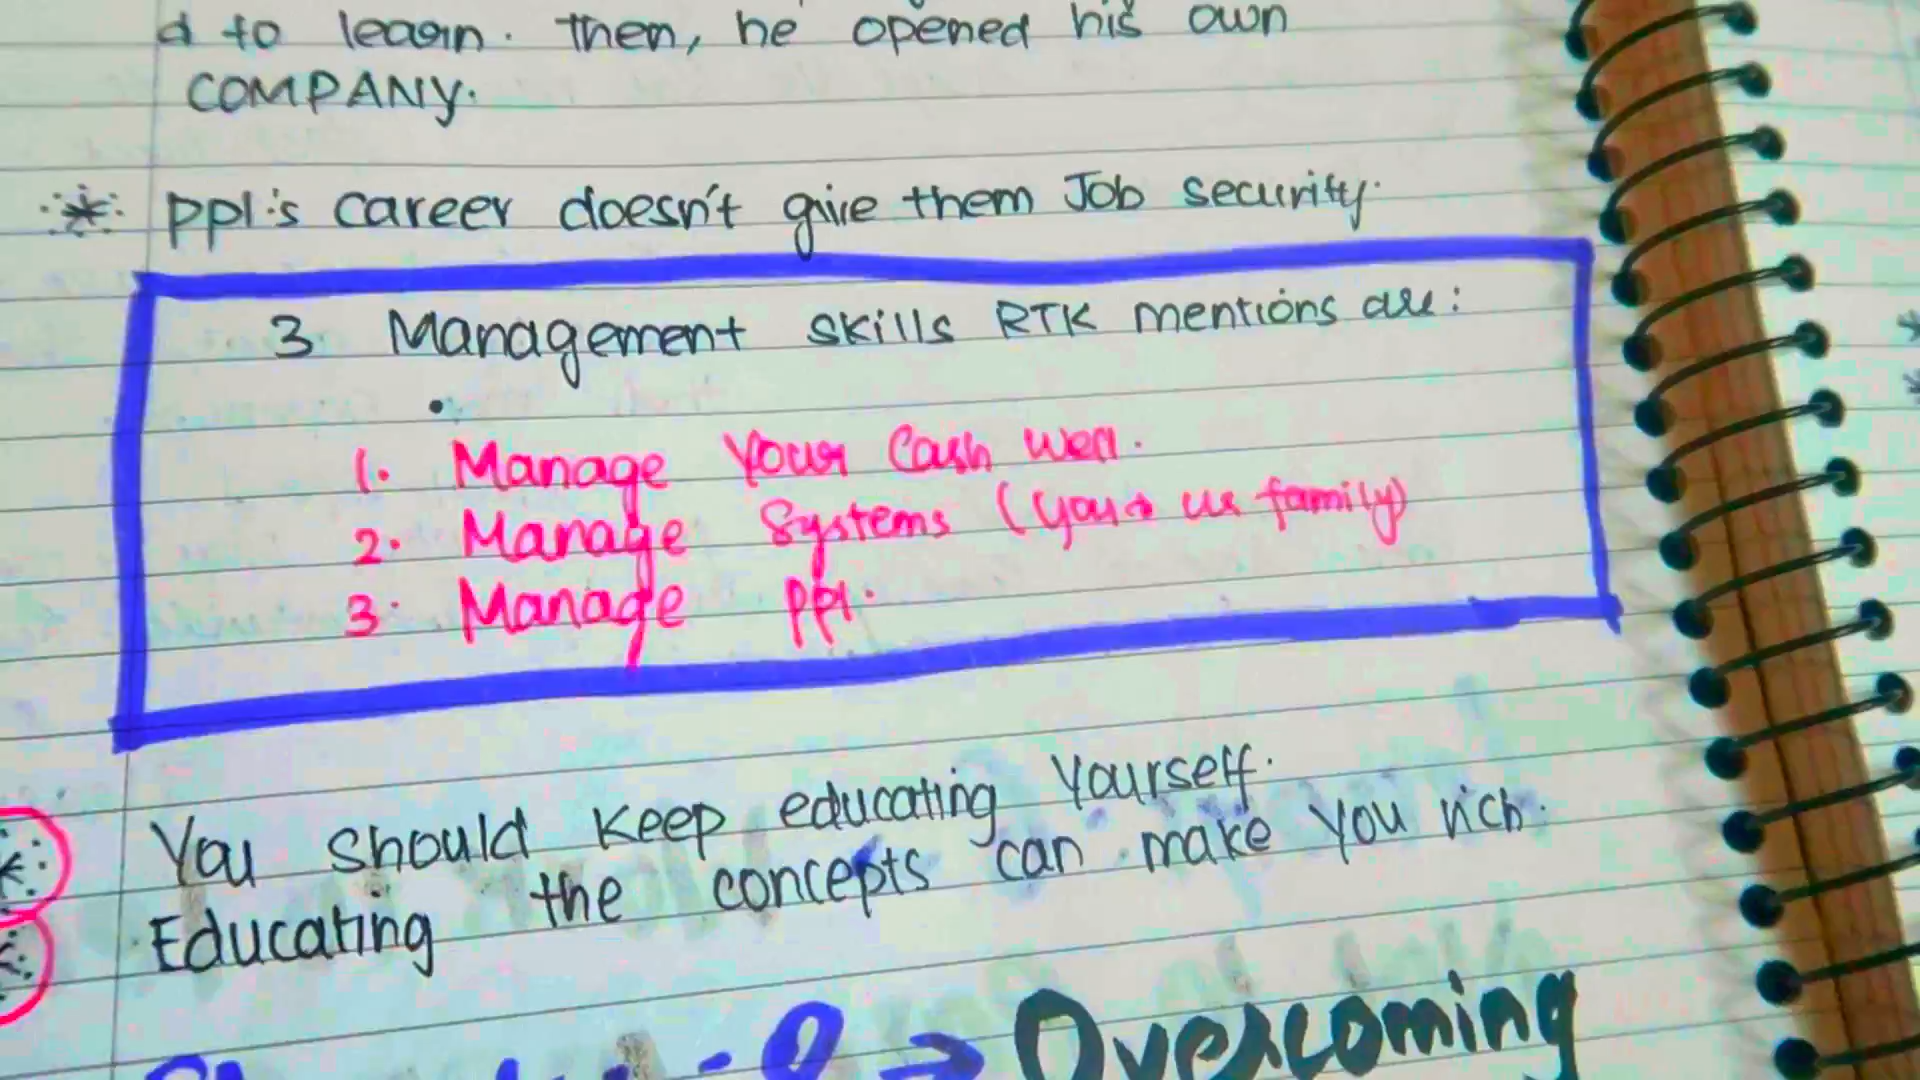 d to learn. then, he opened his own
COMPANY.
ppl's career doesn't give them Job security.
3 Management skills RTK mentions are:
1. Manage Your Cash well.
2. Manage Systems (you → us family)
3. Manage ppl.
You should keep educating Yourself.
Educating the concepts can make you rich.
→ Overcoming